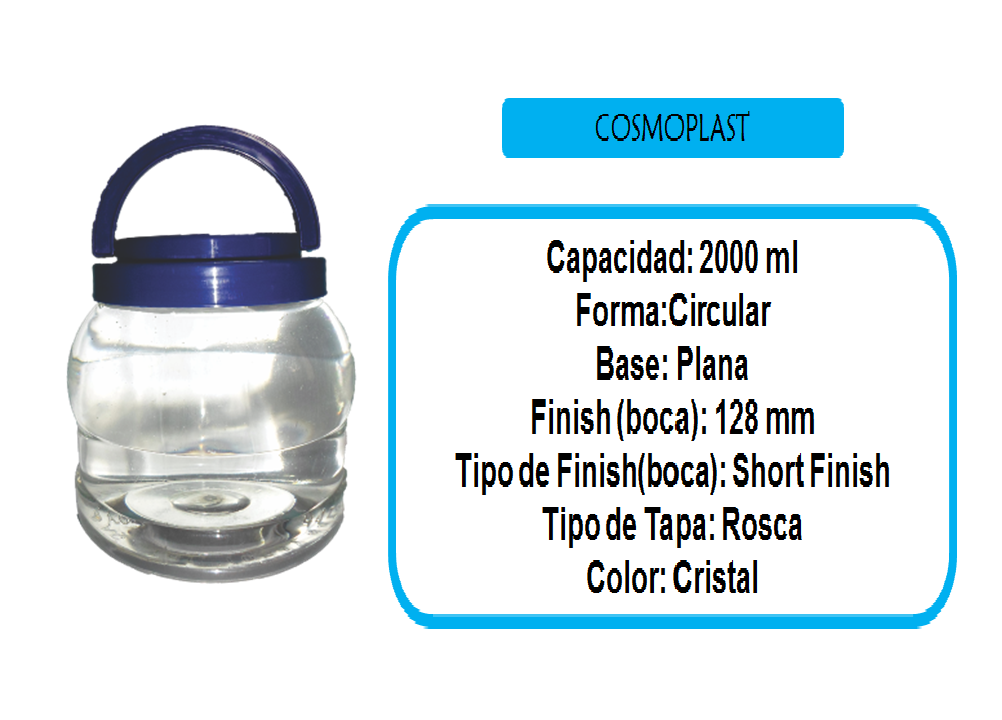 COSMOPLAST
Capacidad: 2000 ml
Forma:Circular
Base: Plana
Finish (boca): 128 mm
Tipo de Finish(boca): Short Finish
Tipo de Tapa: Rosca
Color: Cristal